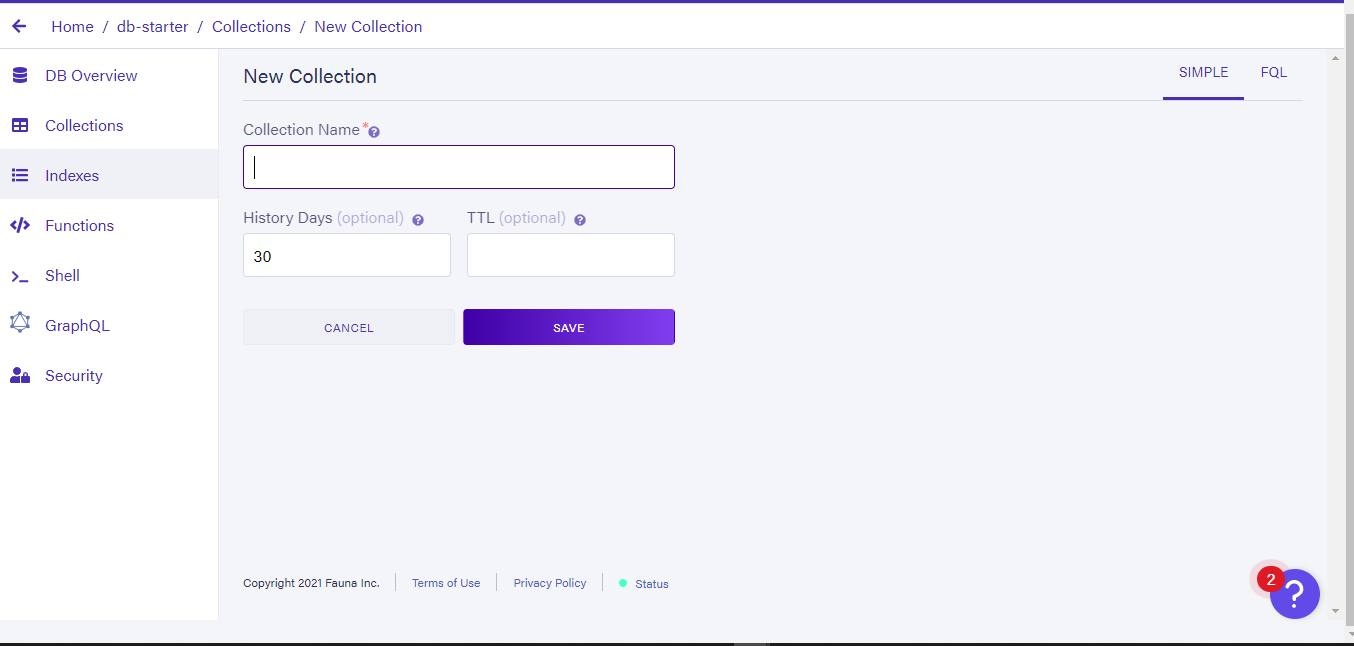 Home / db-starter / Collections / New Collection
DB Overview
Collections
Indexes
Functions
Shell
GraphQL
Security
New Collection
SIMPLE FQL
Collection Name * ?
History Days (optional) ? TTL (optional) ?
30
CANCEL SAVE
Copyright 2021 Fauna Inc. Terms of Use Privacy Policy Status
2 ?